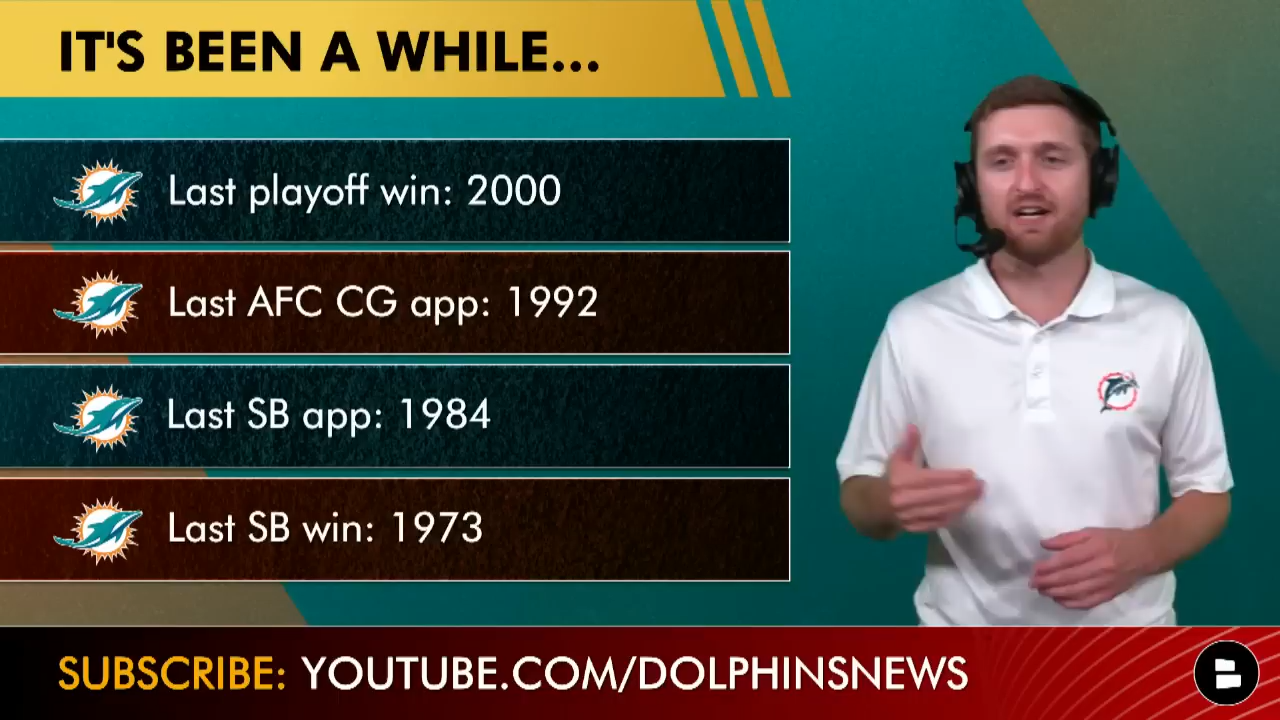 IT'S BEEN A WHILE...
Last playoff win: 2000
Last AFC CG app: 1992
Last SB app: 1984
Last SB win: 1973
SUBSCRIBE: YOUTUBE.COM/DOLPHINSNEWS